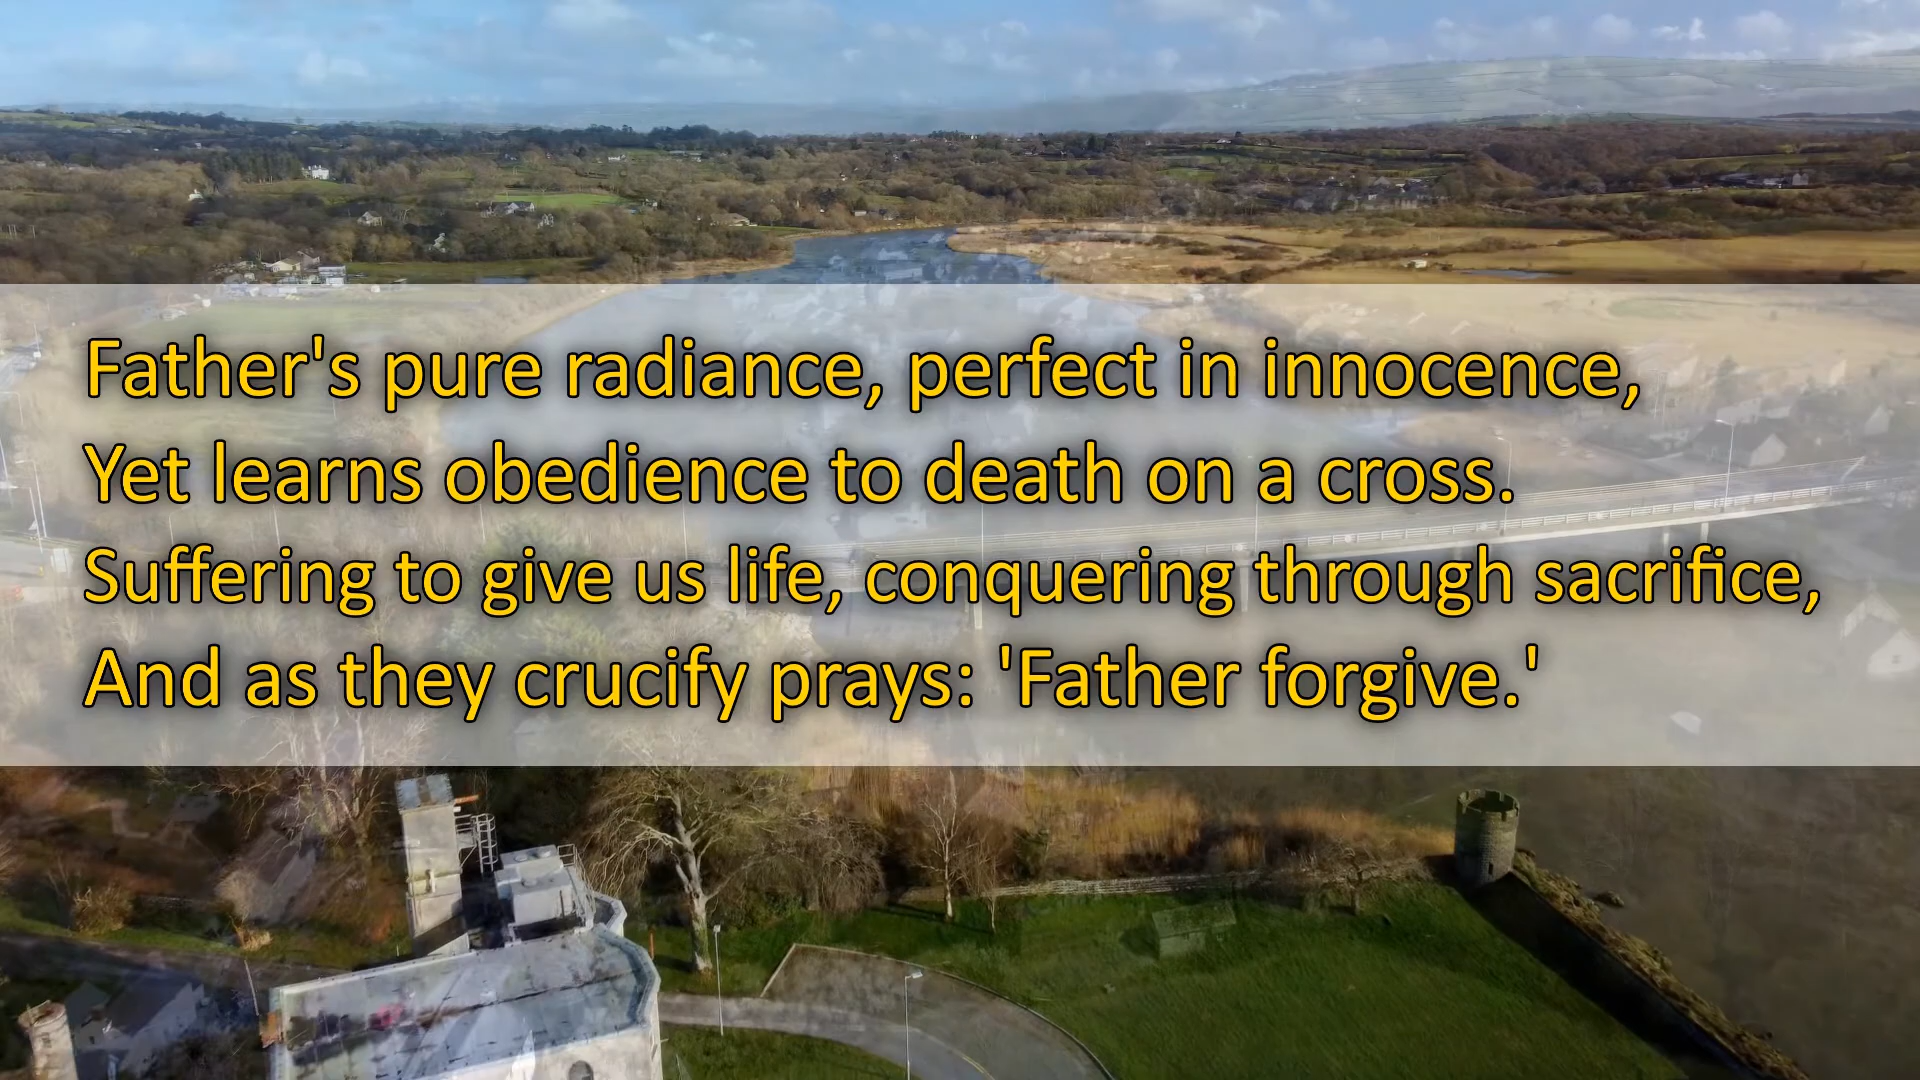 Father's pure radiance, perfect in innocence,
Yet learns obedience to death on a cross.
Suffering to give us life, conquering through sacrifice,
And as they crucify prays: 'Father forgive.'